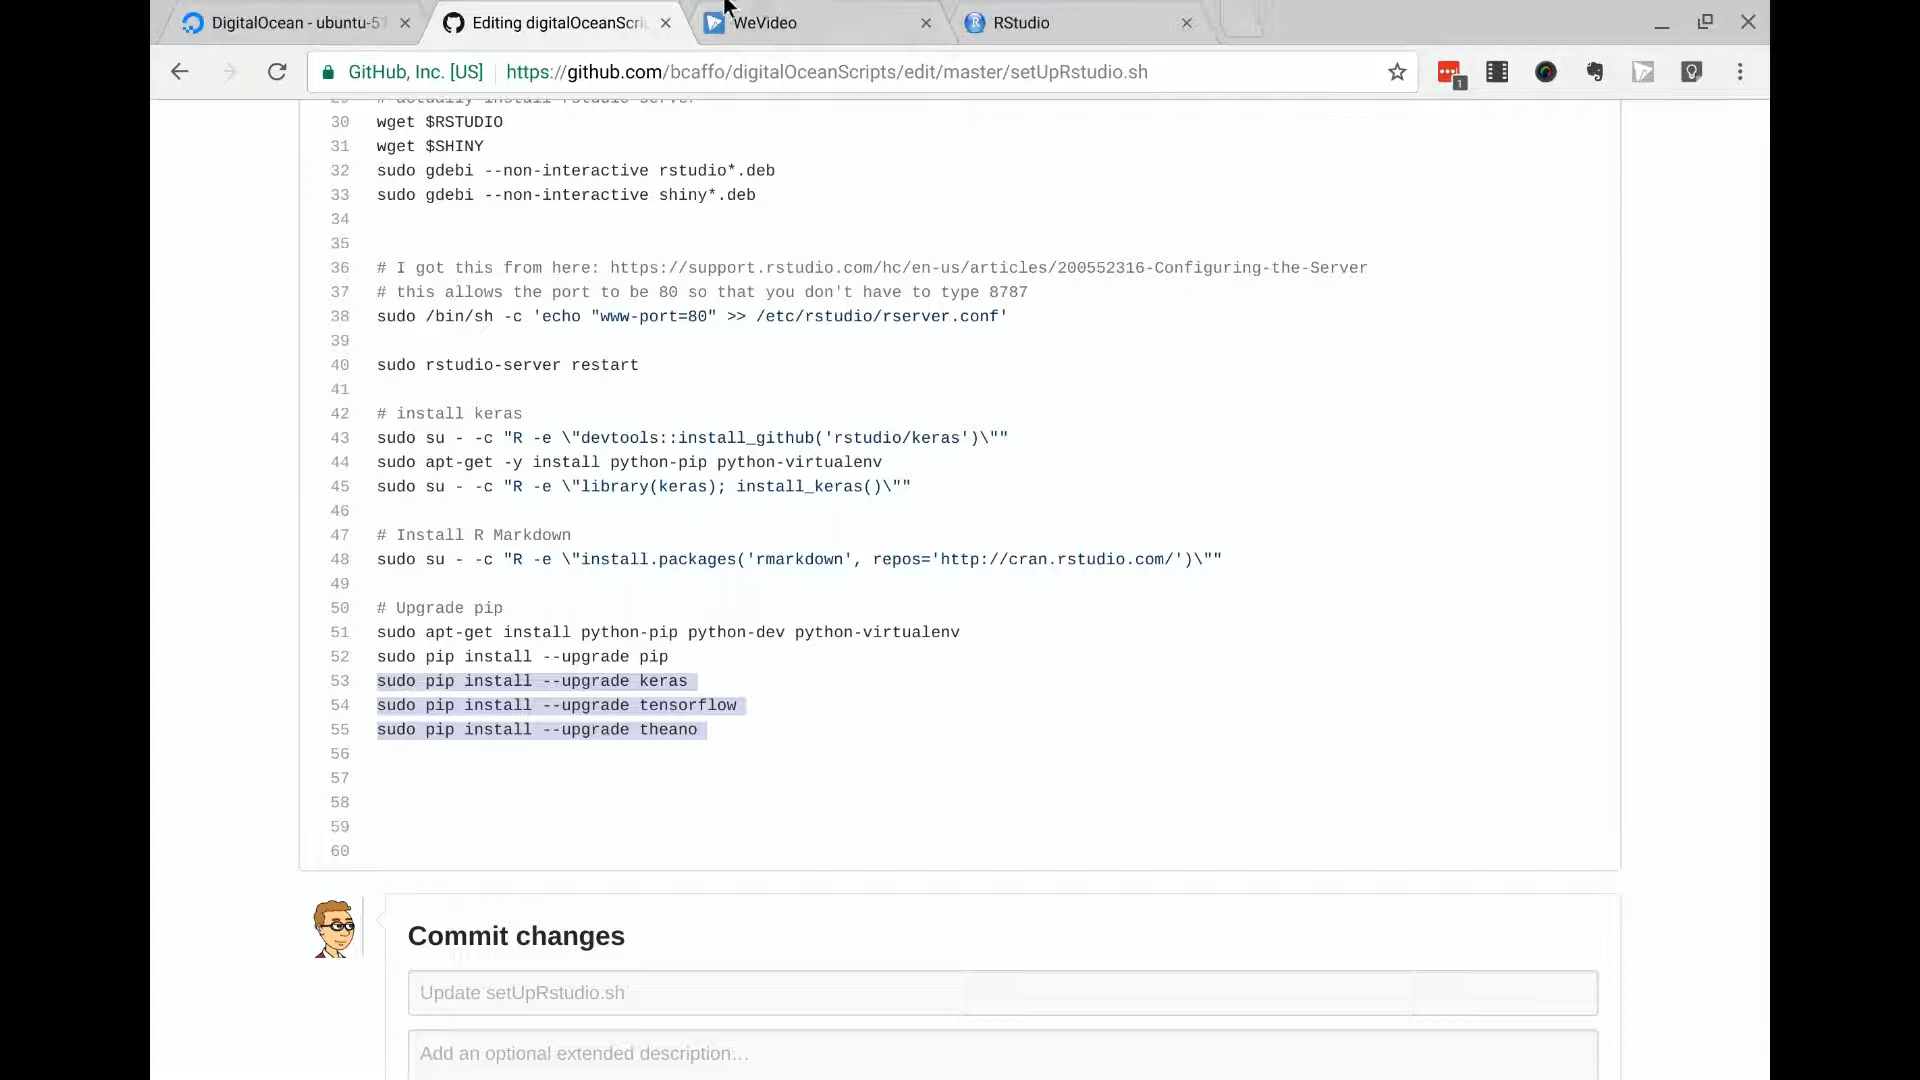 DigitalOcean - ubuntu-51
Editing digitalOceanScri
WeVideo
RStudio
GitHub, Inc. [US]
https://github.com/bcaffo/digitalOceanScripts/edit/master/setUpRstudio.sh
1
29 # actually install rstudio server
30 wget $RSTUDIO
31 wget $SHINY
32 sudo gdebi --non-interactive rstudio*.deb
33 sudo gdebi --non-interactive shiny*.deb
34
35
36 # I got this from here: https://support.rstudio.com/hc/en-us/articles/200552316-Configuring-the-Server
37 # this allows the port to be 80 so that you don't have to type 8787
38 sudo /bin/sh -c 'echo "www-port=80" >> /etc/rstudio/rserver.conf'
39
40 sudo rstudio-server restart
41
42 # install keras
43 sudo su - -c "R -e \"devtools::install_github('rstudio/keras')\""
44 sudo apt-get -y install python-pip python-virtualenv
45 sudo su - -c "R -e \"library(keras); install_keras()\""
46
47 # Install R Markdown
48 sudo su - -c "R -e \"install.packages('rmarkdown', repos='http://cran.rstudio.com/')\""
49
50 # Upgrade pip
51 sudo apt-get install python-pip python-dev python-virtualenv
52 sudo pip install --upgrade pip
53 sudo pip install --upgrade keras
54 sudo pip install --upgrade tensorflow
55 sudo pip install --upgrade theano
56
57
58
59
60
Commit changes
Update setUpRstudio.sh
Add an optional extended description…